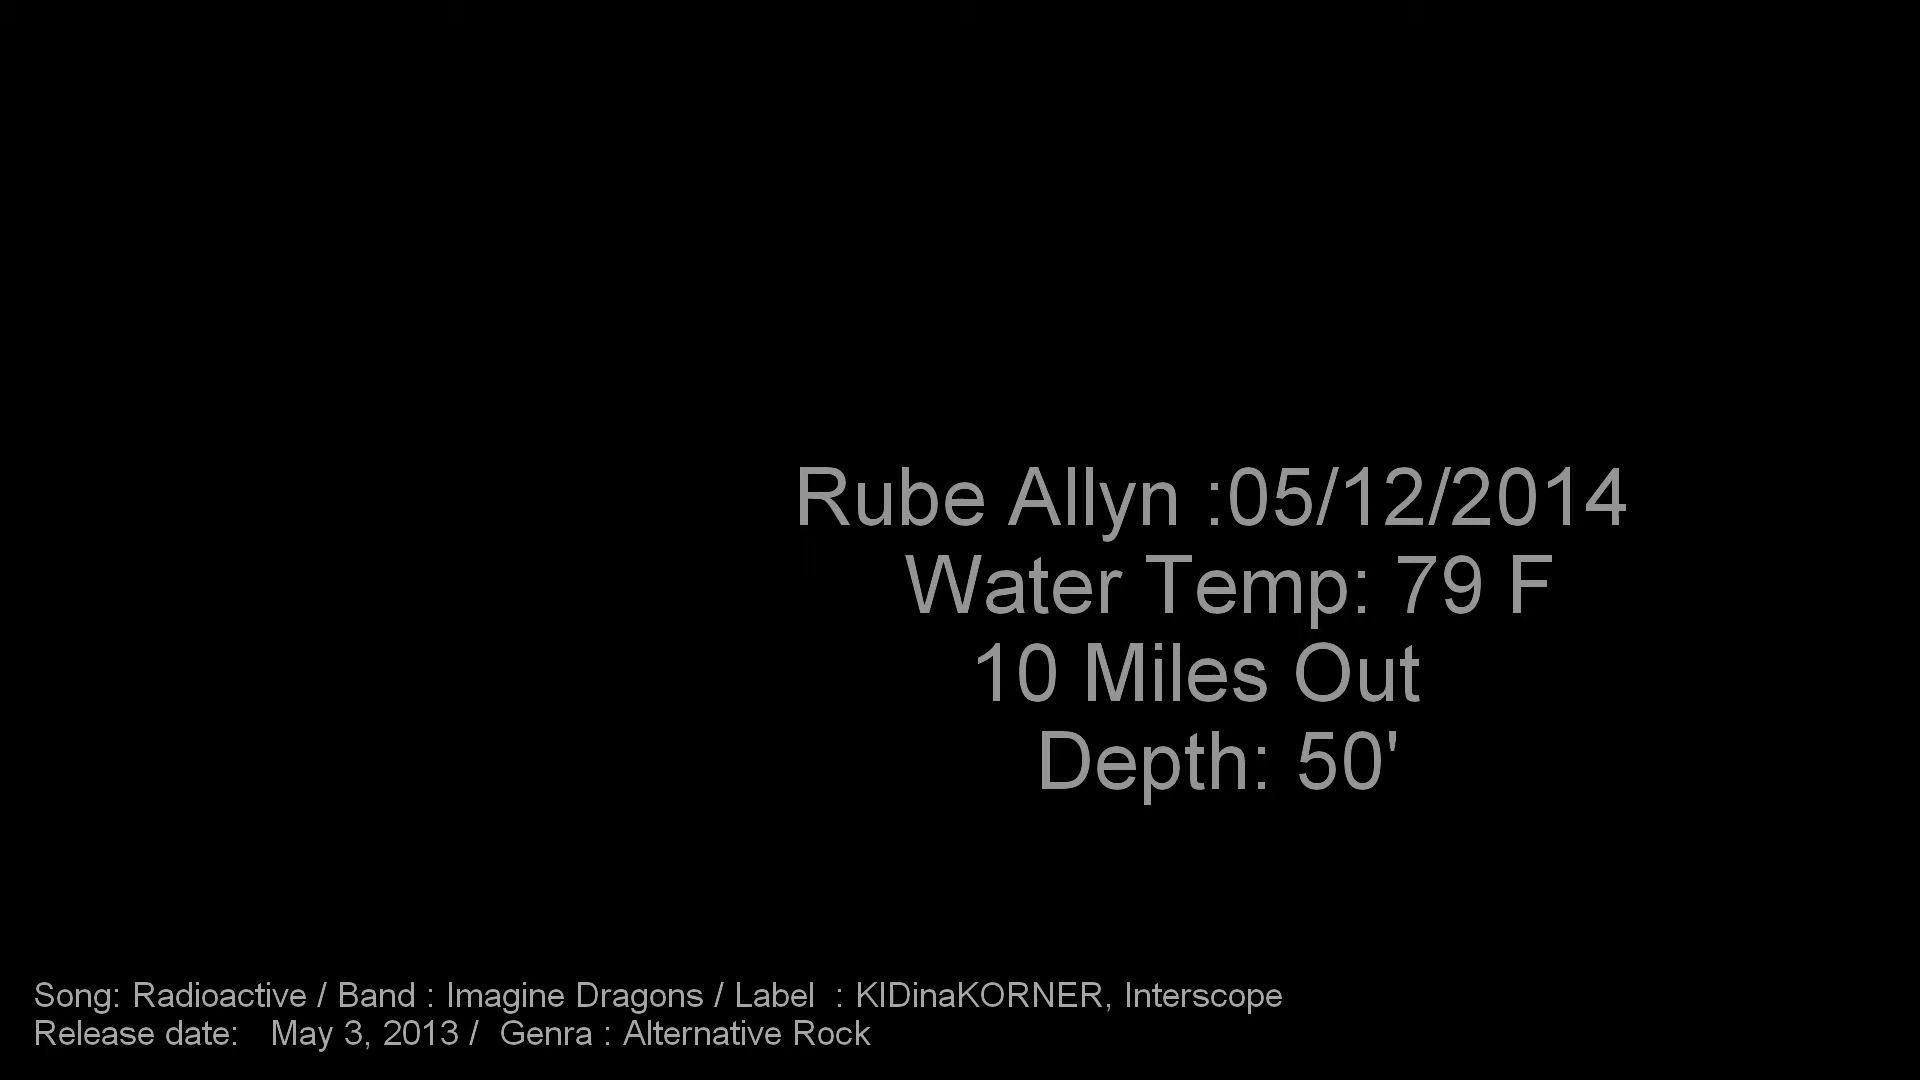 Rube Allyn :05/12/2014
Water Temp: 79 F
10 Miles Out
Depth: 50'
Song: Radioactive / Band : Imagine Dragons / Label  : KIDinaKORNER, Interscope
Release date:   May 3, 2013 /  Genra : Alternative Rock